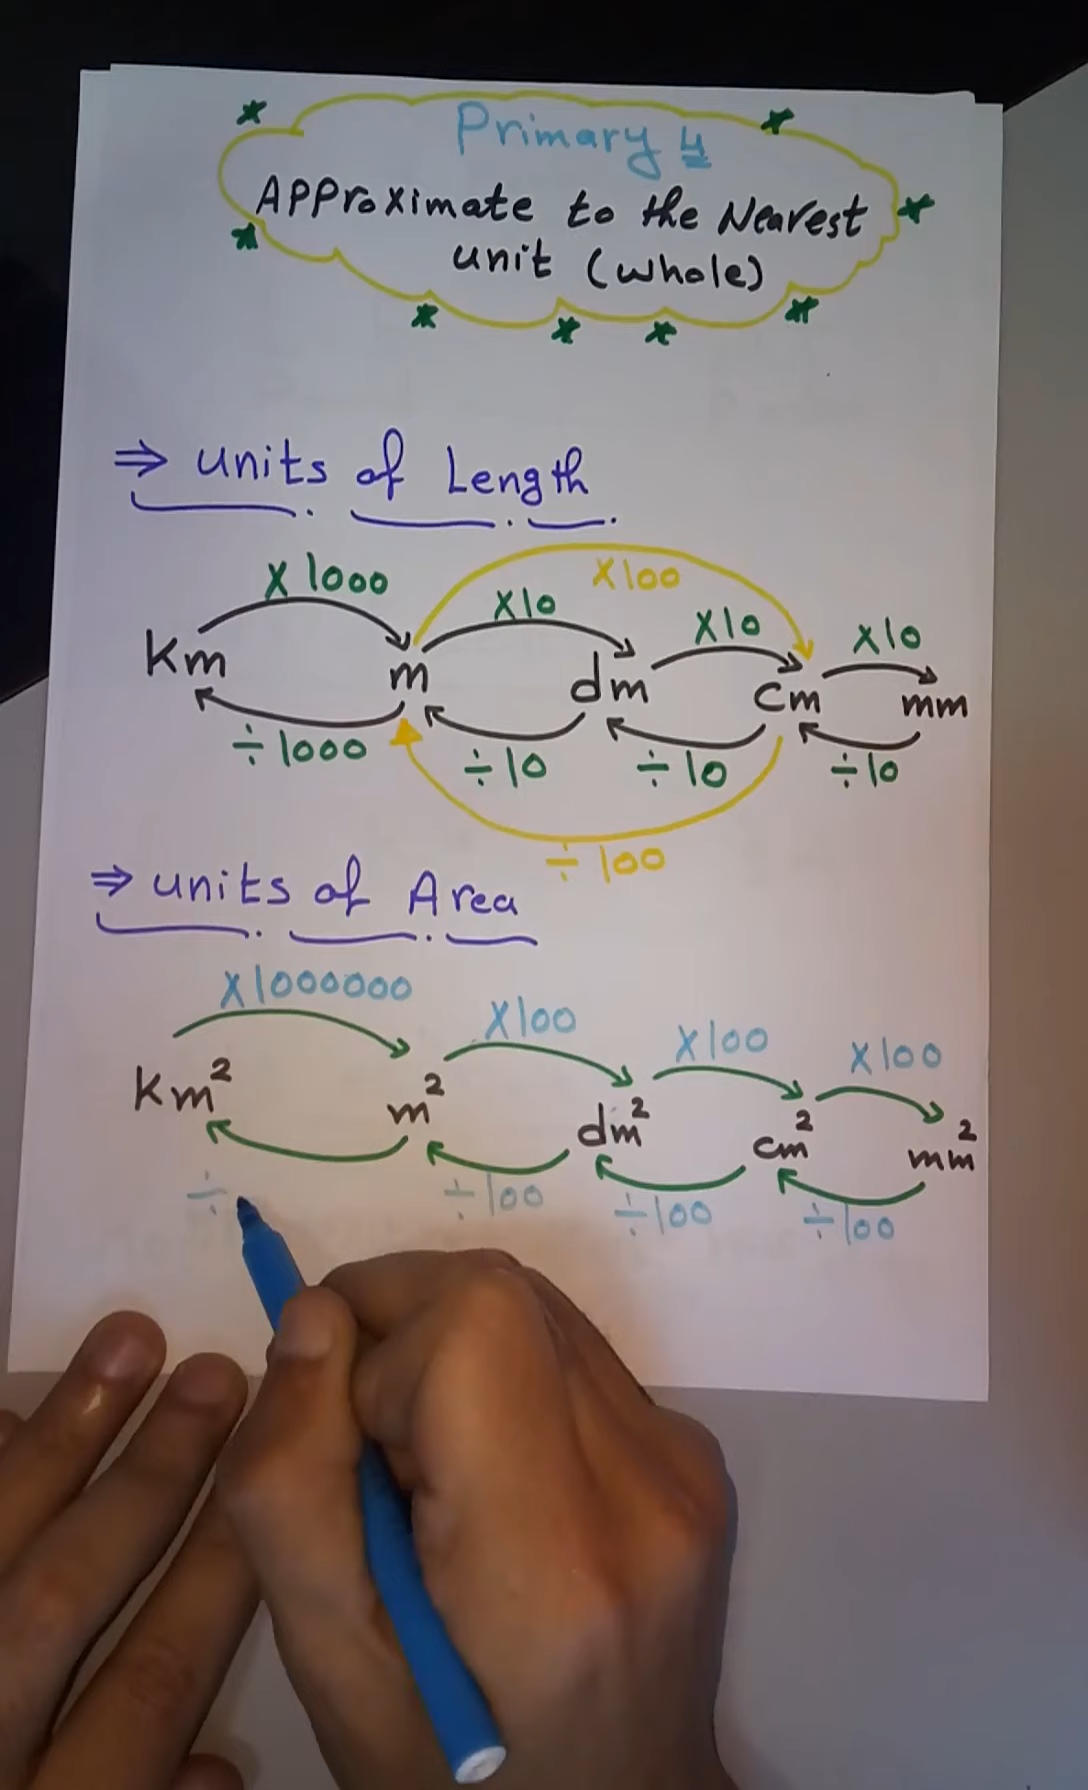 Primary 4
Approximate to the Nearest
unit (whole)
⇒ units of Length
×1000 ×10 ×100 ×10 ×10
km m dm cm mm
÷1000 ÷10 ÷10 ÷10
÷100
⇒ units of Area
×1000000 ×100 ×100 ×100
km² m² dm² cm² mm²
÷ ÷100 ÷100 ÷100